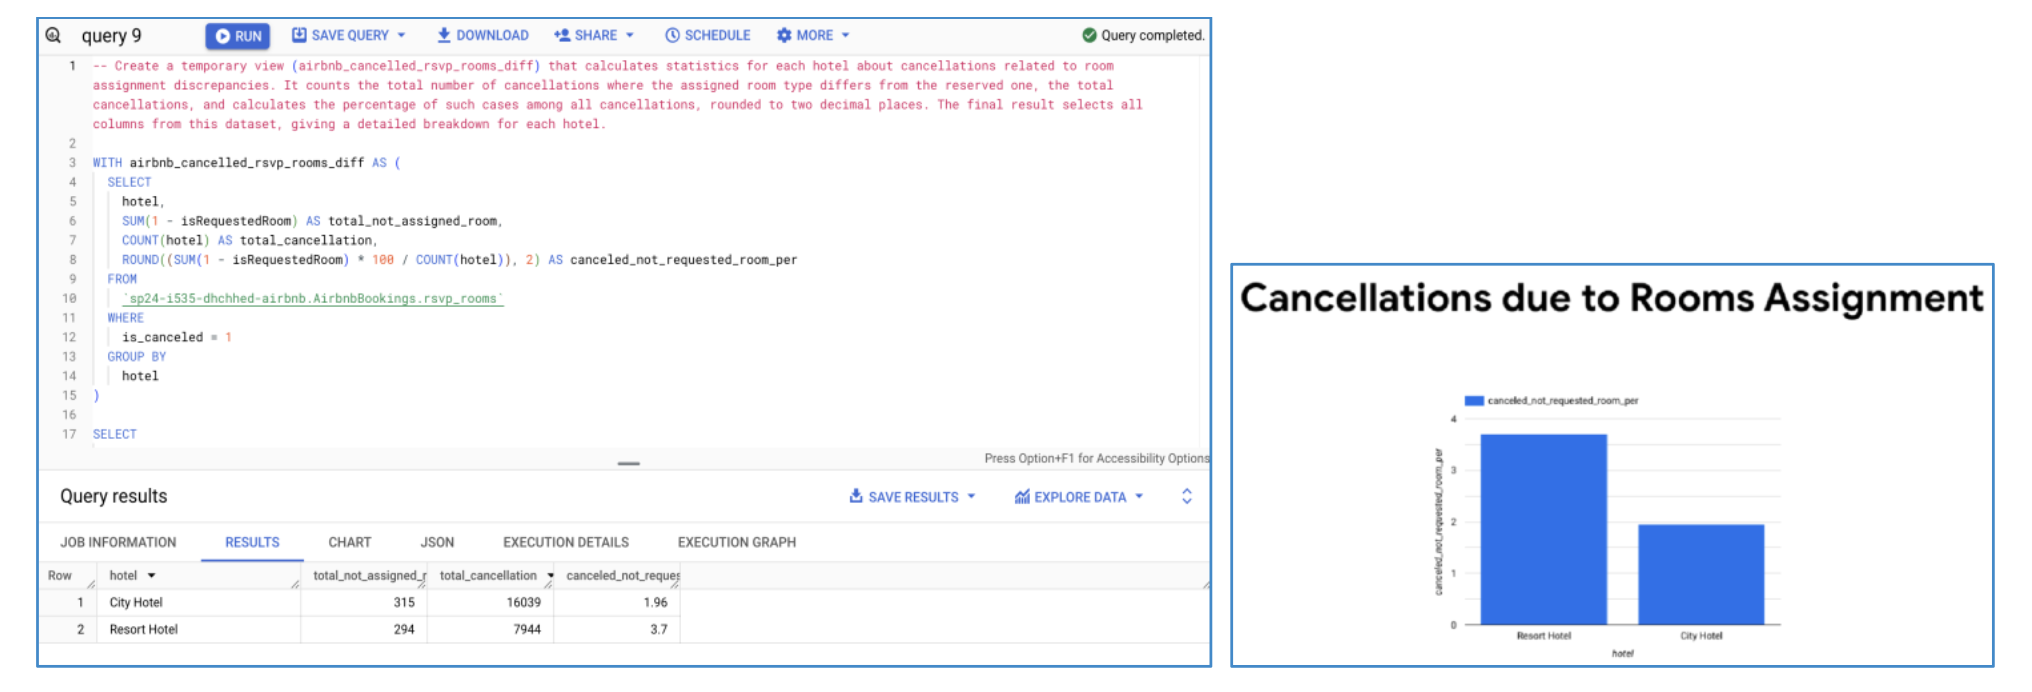 query 9
RUN
SAVE QUERY
DOWNLOAD
SHARE
SCHEDULE
MORE
Query completed.
1 -- Create a temporary view (airbnb_cancelled_rsvp_rooms_diff) that calculates statistics for each hotel about cancellations related to room
assignment discrepancies. It counts the total number of cancellations where the assigned room type differs from the reserved one, the total
cancellations, and calculates the percentage of such cases among all cancellations, rounded to two decimal places. The final result selects all
columns from this dataset, giving a detailed breakdown for each hotel.
2
3 WITH airbnb_cancelled_rsvp_rooms_diff AS (
4 SELECT
5 hotel,
6 SUM(1 - isRequestedRoom) AS total_not_assigned_room,
7 COUNT(hotel) AS total_cancellation,
8 ROUND((SUM(1 - isRequestedRoom) * 100 / COUNT(hotel)), 2) AS canceled_not_requested_room_per
9 FROM
10 `sp24-i535-dhchhed-airbnb.AirbnbBookings.rsvp_rooms`
11 WHERE
12 is_canceled = 1
13 GROUP BY
14 hotel
15 )
16
17 SELECT
Press Option+F1 for Accessibility Options
Query results
SAVE RESULTS
EXPLORE DATA
JOB INFORMATION
RESULTS
CHART
JSON
EXECUTION DETAILS
EXECUTION GRAPH
Row hotel total_not_assigned_r total_cancellation canceled_not_reques
1 City Hotel 315 16039 1.96
2 Resort Hotel 294 7944 3.7
Cancellations due to Rooms Assignment
canceled_not_requested_room_per
canceled_not_requested_room_per
4
3
2
1
0
Resort Hotel
City Hotel
hotel